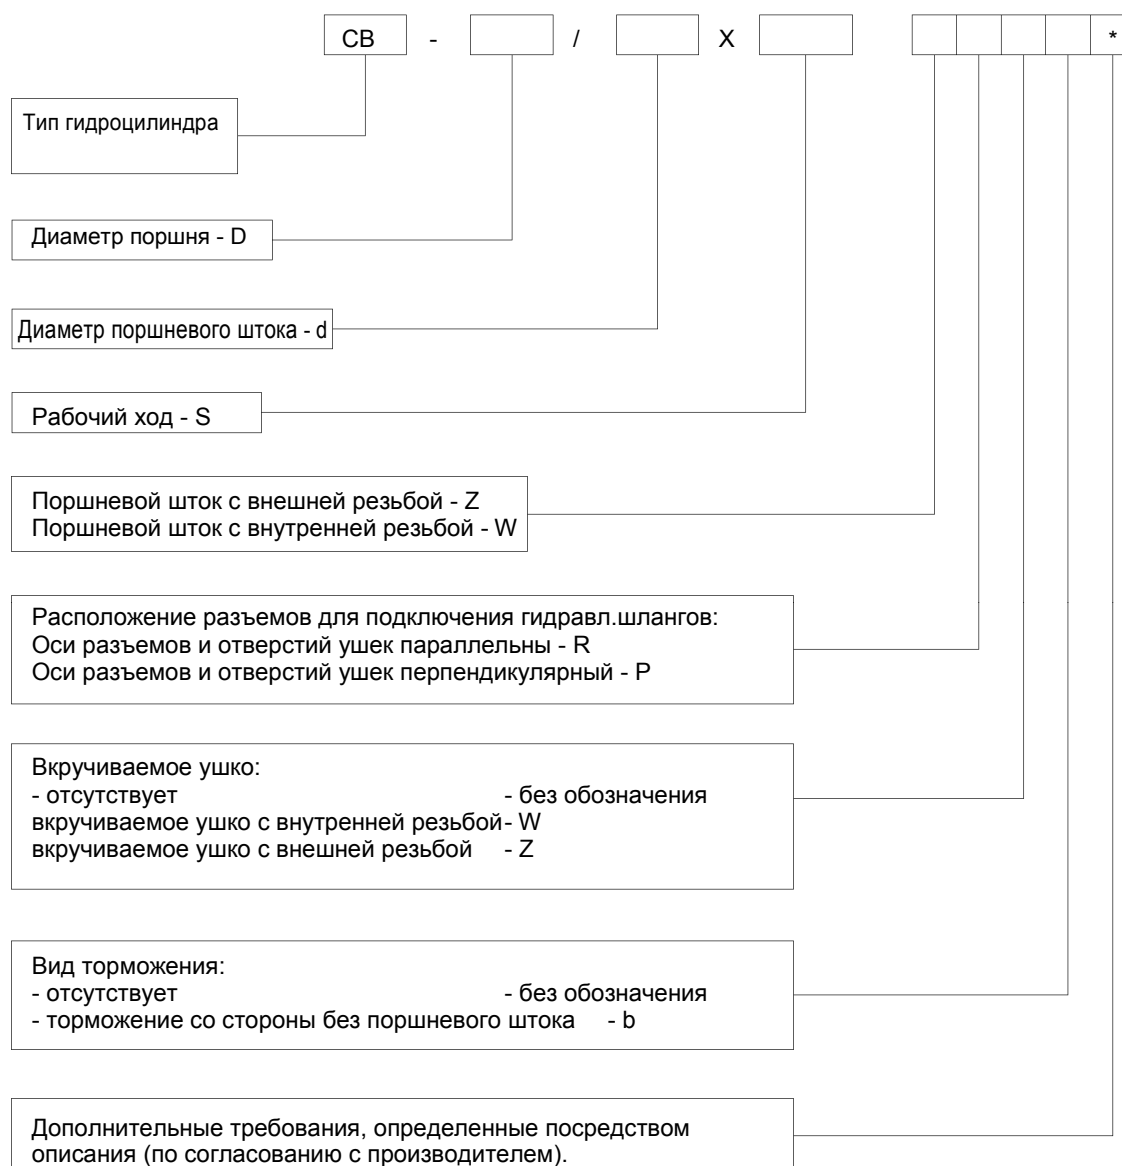 CB - / X *
Тип гидроцилиндра
Диаметр поршня - D
Диаметр поршневого штока - d
Рабочий ход - S
Поршневой шток с внешней резьбой - Z
Поршневой шток с внутренней резьбой - W
Расположение разъемов для подключения гидравл.шлангов:
Оси разъемов и отверстий ушек параллельны - R
Оси разъемов и отверстий ушек перпендикулярный - P
Вкручиваемое ушко:
- отсутствует - без обозначения
вкручиваемое ушко с внутренней резьбой - W
вкручиваемое ушко с внешней резьбой - Z
Вид торможения:
- отсутствует - без обозначения
- торможение со стороны без поршневого штока - b
Дополнительные требования, определенные посредством
описания (по согласованию с производителем).